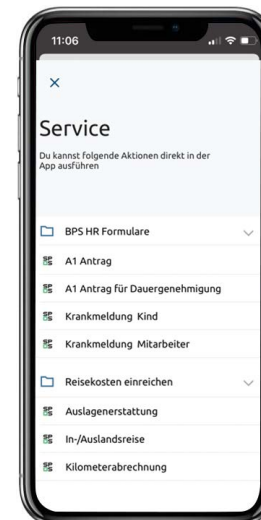 11:06
Service
Du kannst folgende Aktionen direkt in der
App ausführen
BPS HR Formulare
A1 Antrag
A1 Antrag für Dauergenehmigung
Krankmeldung Kind
Krankmeldung Mitarbeiter
Reisekosten einreichen
Auslagenerstattung
In-/Auslandsreise
Kilometerabrechnung